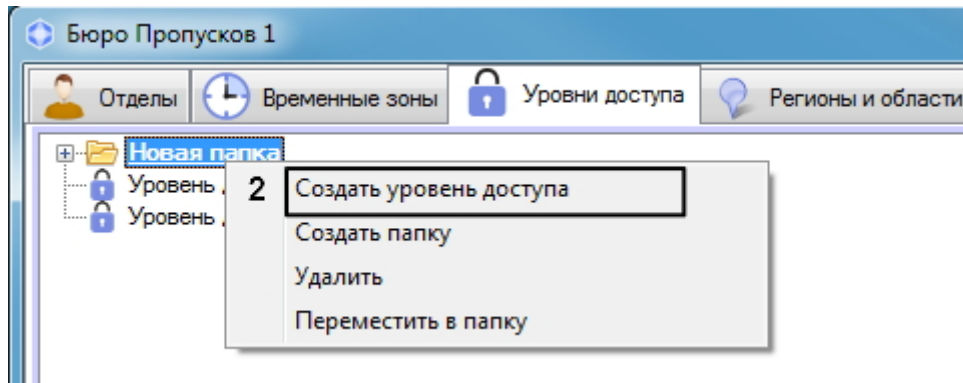 Бюро Пропусков 1
Отделы Временные зоны Уровни доступа Регионы и области
Новая папка
Уровень
2 Создать уровень доступа
Уровень
Создать папку
Удалить
Переместить в папку